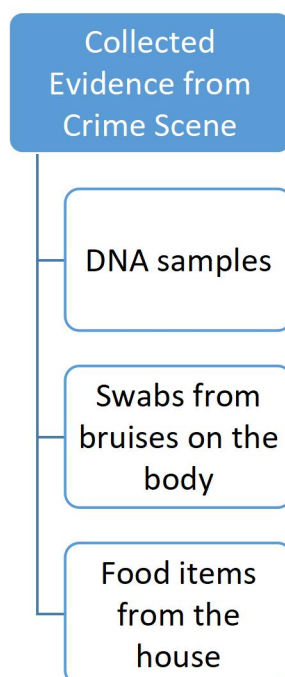 Collected
Evidence from
Crime Scene
DNA samples
Swabs from
bruises on the
body
Food items
from the
house